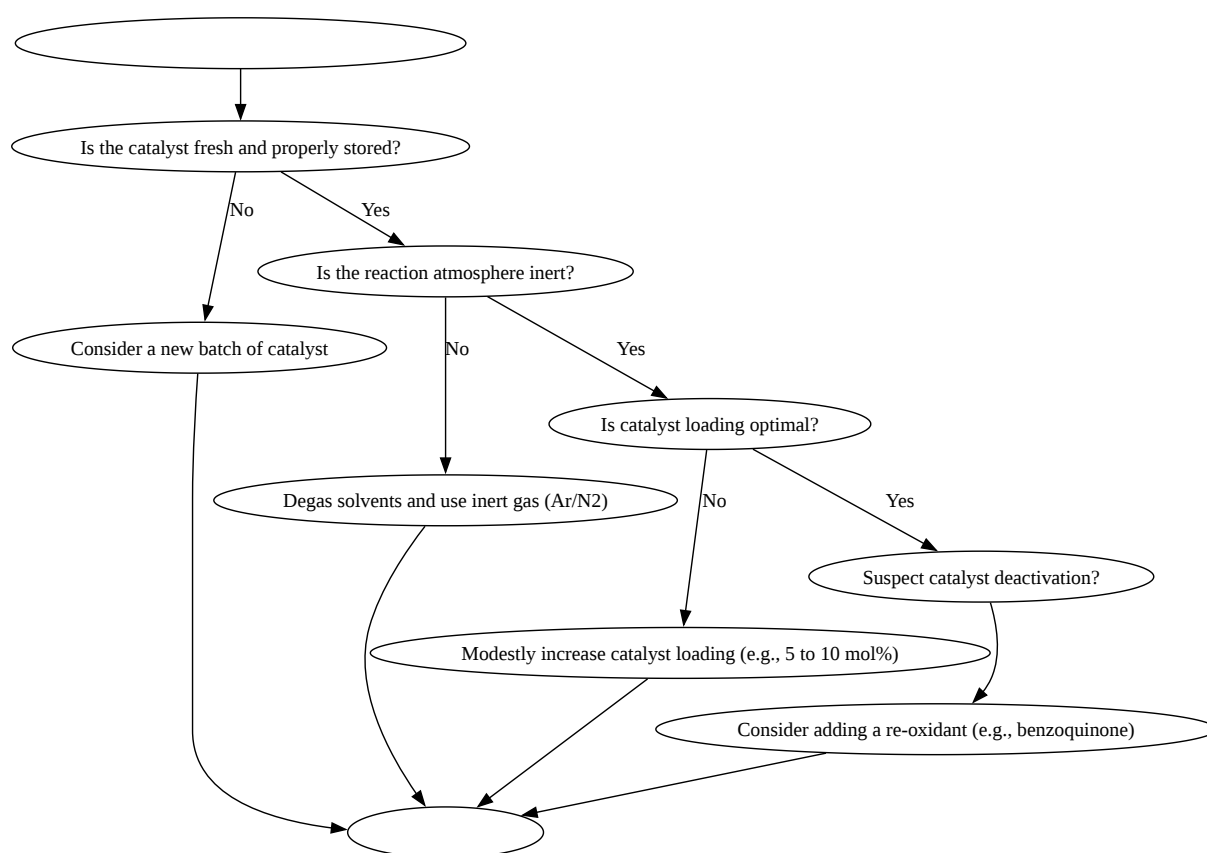 Is the catalyst fresh and properly stored?
No
Yes
Is the reaction atmosphere inert?
Consider a new batch of catalyst
No
Yes
Is catalyst loading optimal?
Degas solvents and use inert gas (Ar/N2)
No
Yes
Suspect catalyst deactivation?
Modestly increase catalyst loading (e.g., 5 to 10 mol%)
Consider adding a re-oxidant (e.g., benzoquinone)